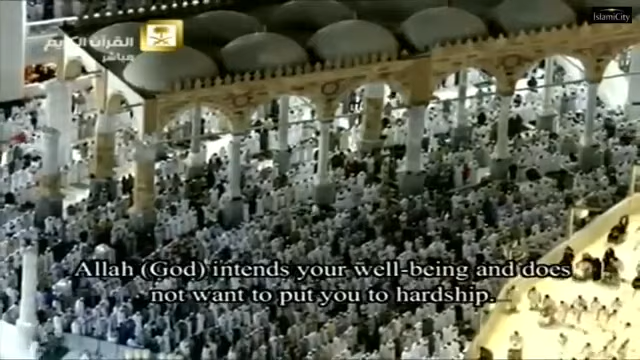 القرآن الكريم
مباشر
IslamiCity
Allah (God) intends your well-being and does
not want to put you to hardship.